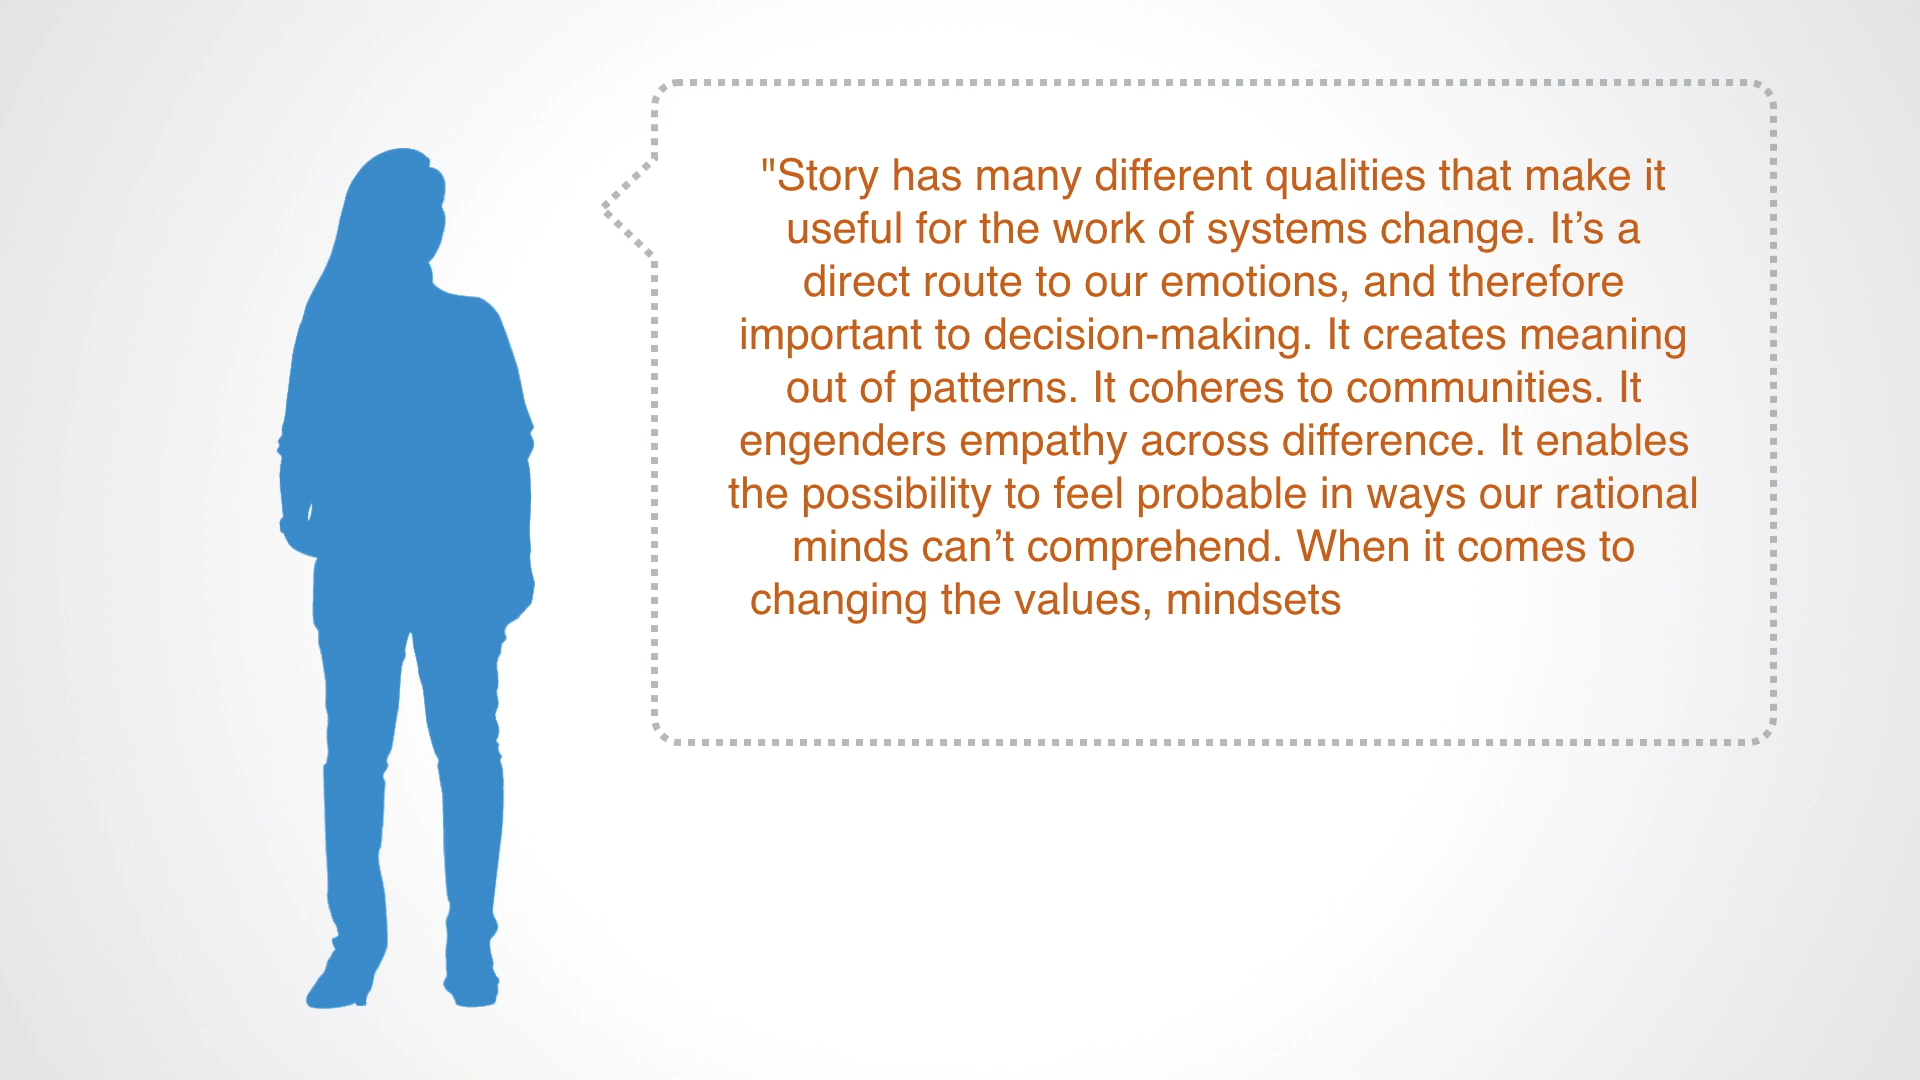 "Story has many different qualities that make it
useful for the work of systems change. It’s a
direct route to our emotions, and therefore
important to decision-making. It creates meaning
out of patterns. It coheres to communities. It
engenders empathy across difference. It enables
the possibility to feel probable in ways our rational
minds can’t comprehend. When it comes to
changing the values, mindsets